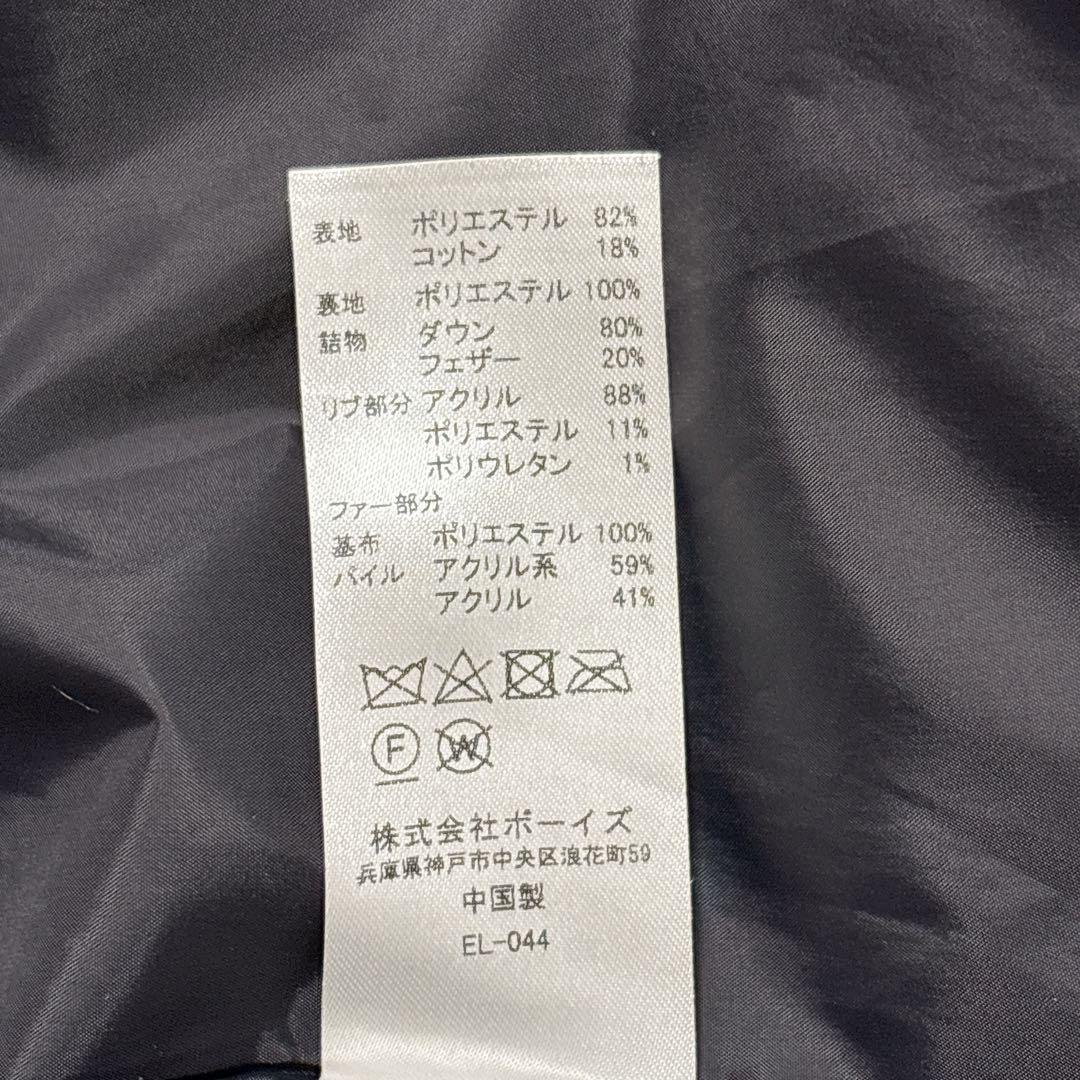 表地 ポリエステル 82%
コットン 18%
裏地 ポリエステル 100%
詰物 ダウン 80%
フェザー 20%
リブ部分 アクリル 88%
ポリエステル 11%
ポリウレタン 1%
ファー部分
基布 ポリエステル 100%
パイル アクリル系 59%
アクリル 41%
F W
株式会社ボーイズ
兵庫県神戸市中央区浪花町59
中国製
EL-044